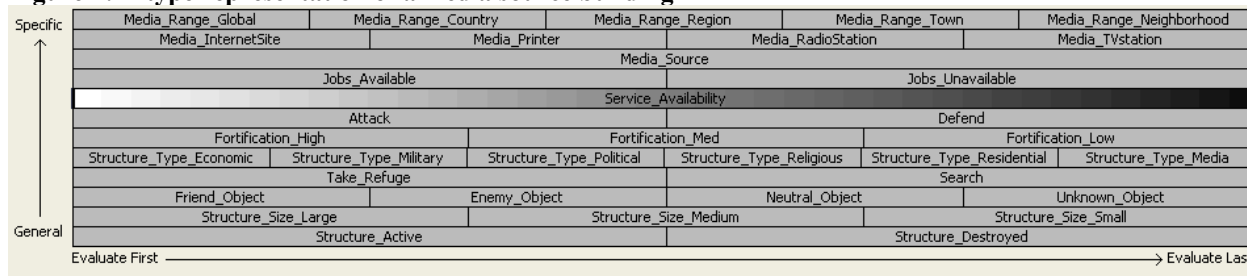 Specific
Media_Range_Global Media_Range_Country Media_Range_Region Media_Range_Town Media_Range_Neighborhood
Media_InternetSite Media_Printer Media_RadioStation Media_TVstation
Media_Source
Jobs_Available Jobs_Unavailable
Service_Availability
Attack Defend
Fortification_High Fortification_Med Fortification_Low
Structure_Type_Economic Structure_Type_Military Structure_Type_Political Structure_Type_Religious Structure_Type_Residential Structure_Type_Media
Take_Refuge Search
Friend_Object Enemy_Object Neutral_Object Unknown_Object
Structure_Size_Large Structure_Size_Medium Structure_Size_Small
General
Structure_Active Structure_Destroyed
Evaluate First Evaluate Las